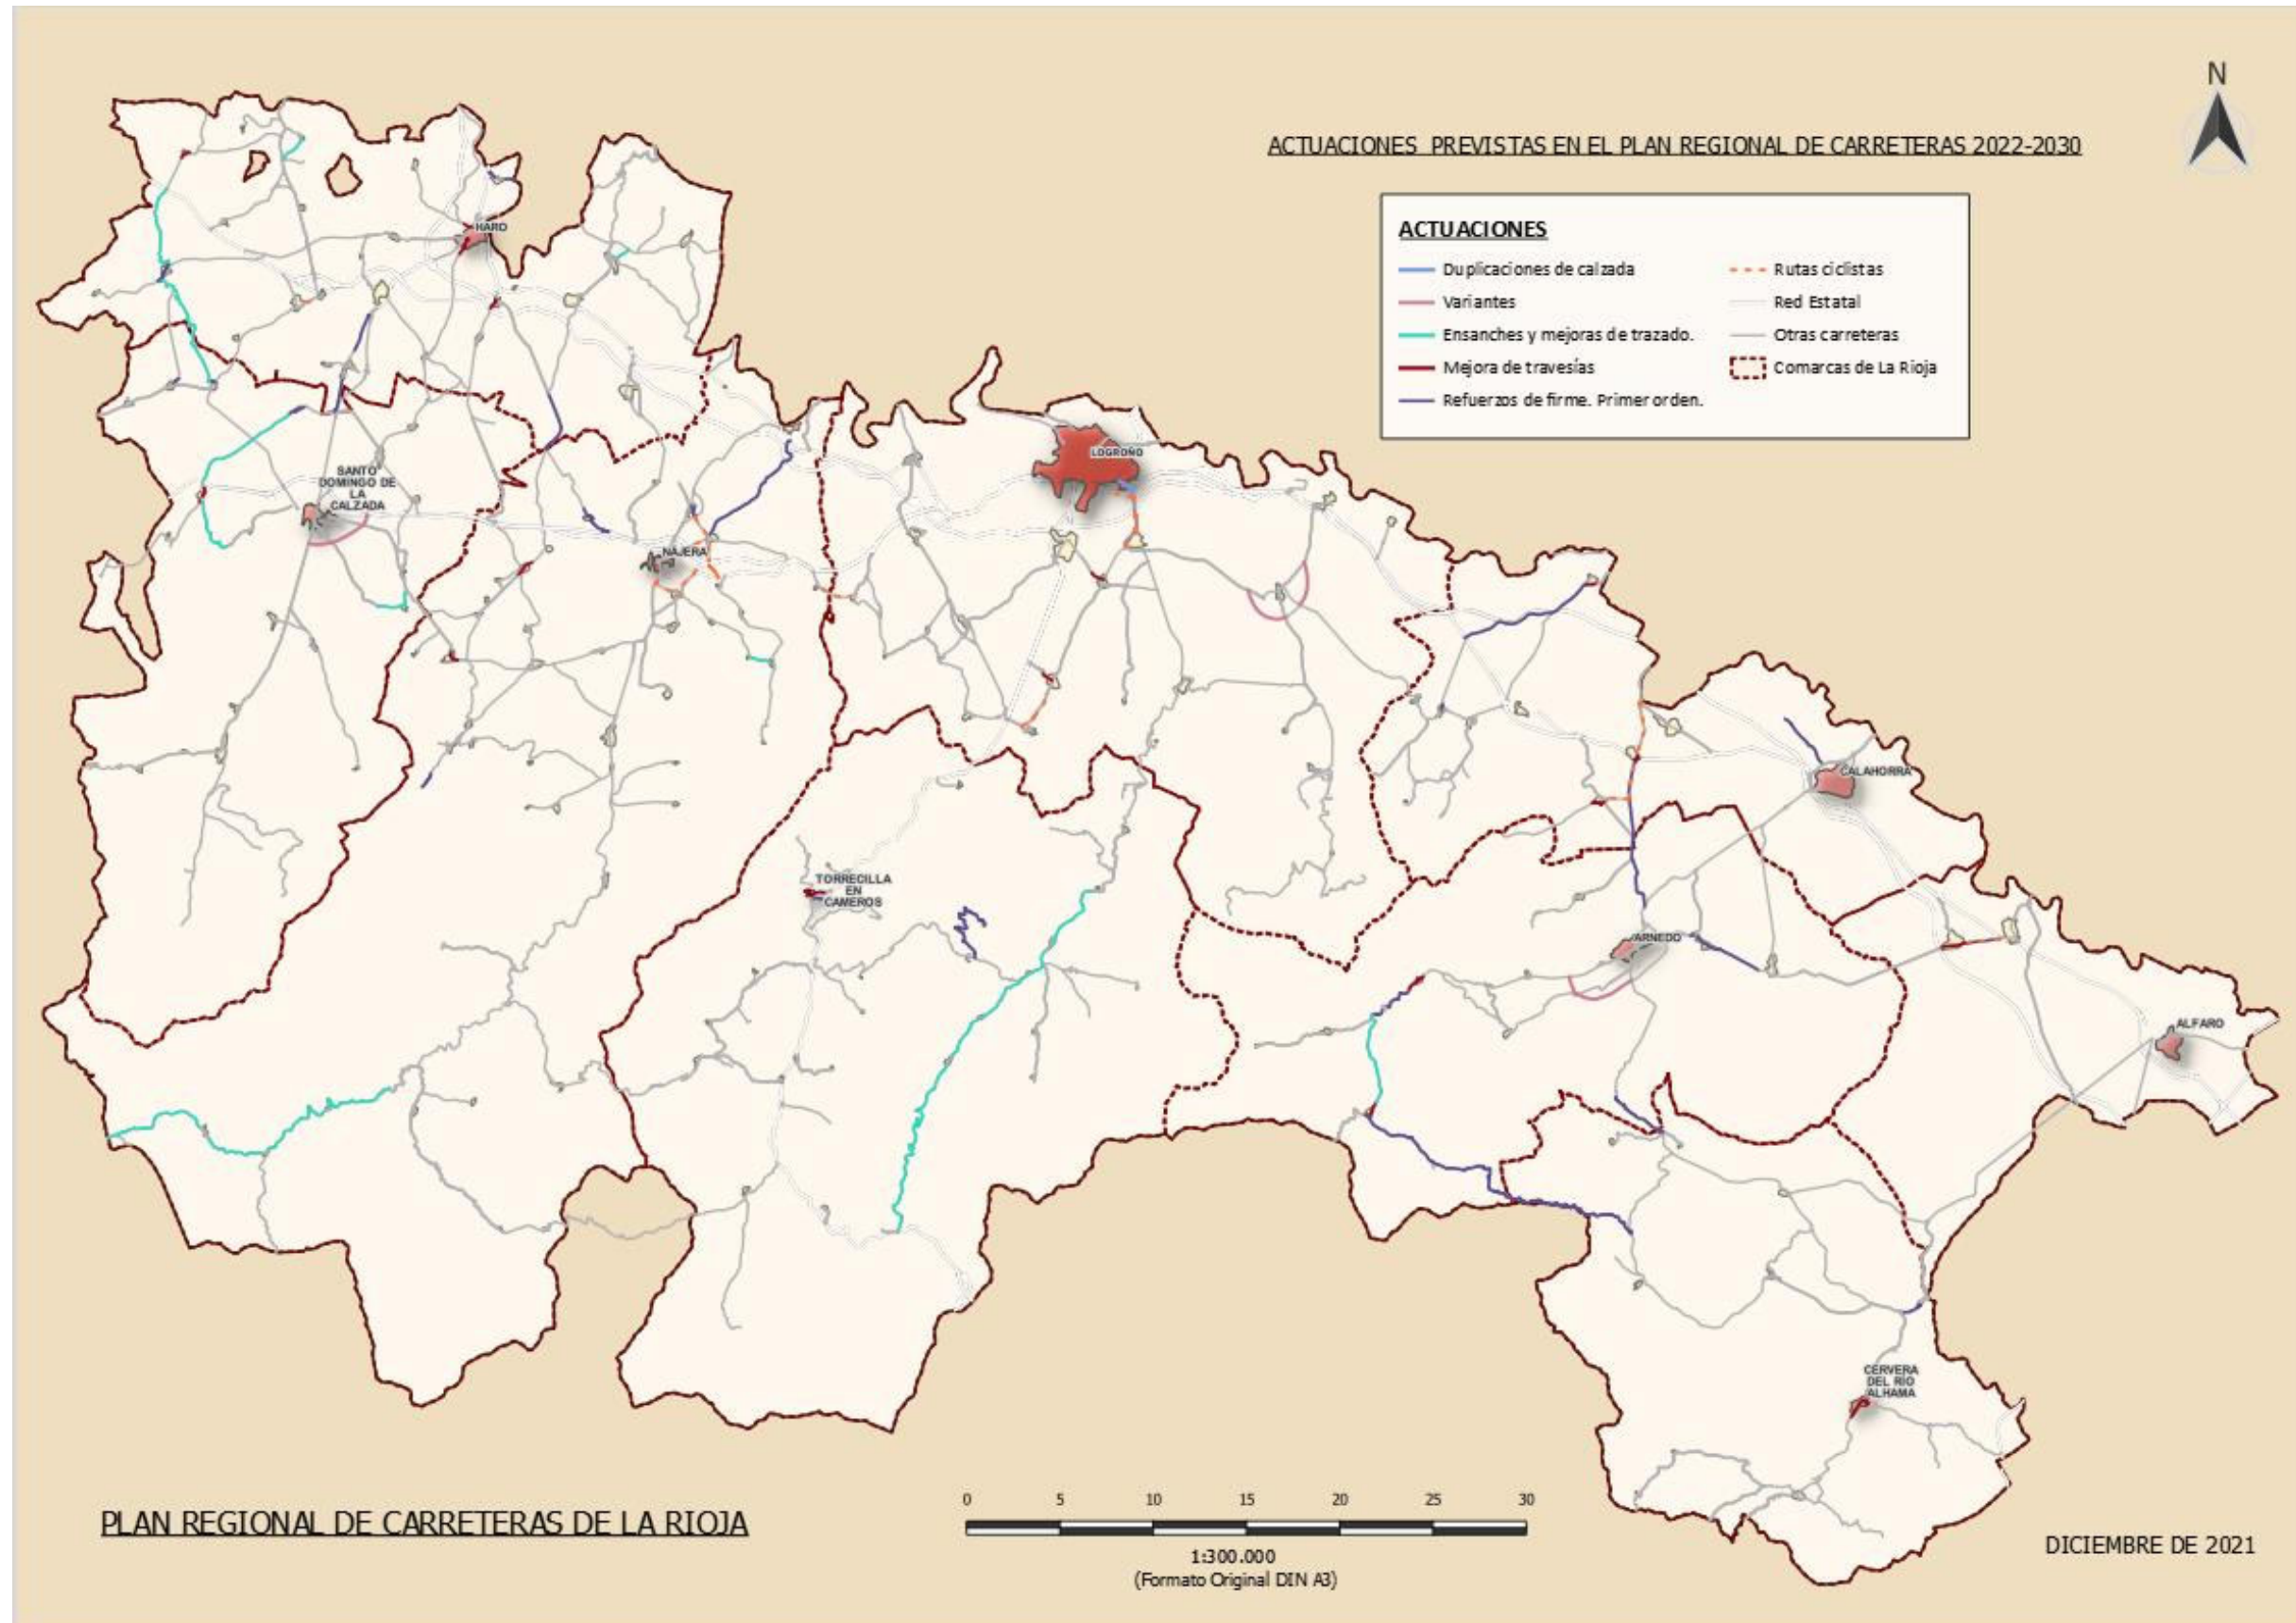 N
ACTUACIONES PREVISTAS EN EL PLAN REGIONAL DE CARRETERAS 2022-2030
ACTUACIONES
Duplicaciones de calzada
Variantes
Ensanches y mejoras de trazado.
Mejora de travesías
Refuerzos de firme. Primer orden.
Rutas ciclistas
Red Estatal
Otras carreteras
Comarcas de La Rioja
HARO
LOGROÑO
SANTO
DOMINGO DE
LA
CALZADA
NAJERA
CALAHORRA
TORRECILLA
EN
CAMEROS
ARNEDO
ALFARO
CERVERA
DEL RIO
ALHAMA
PLAN REGIONAL DE CARRETERAS DE LA RIOJA
0 5 10 15 20 25 30
1:300.000
(Formato Original DIN A3)
DICIEMBRE DE 2021